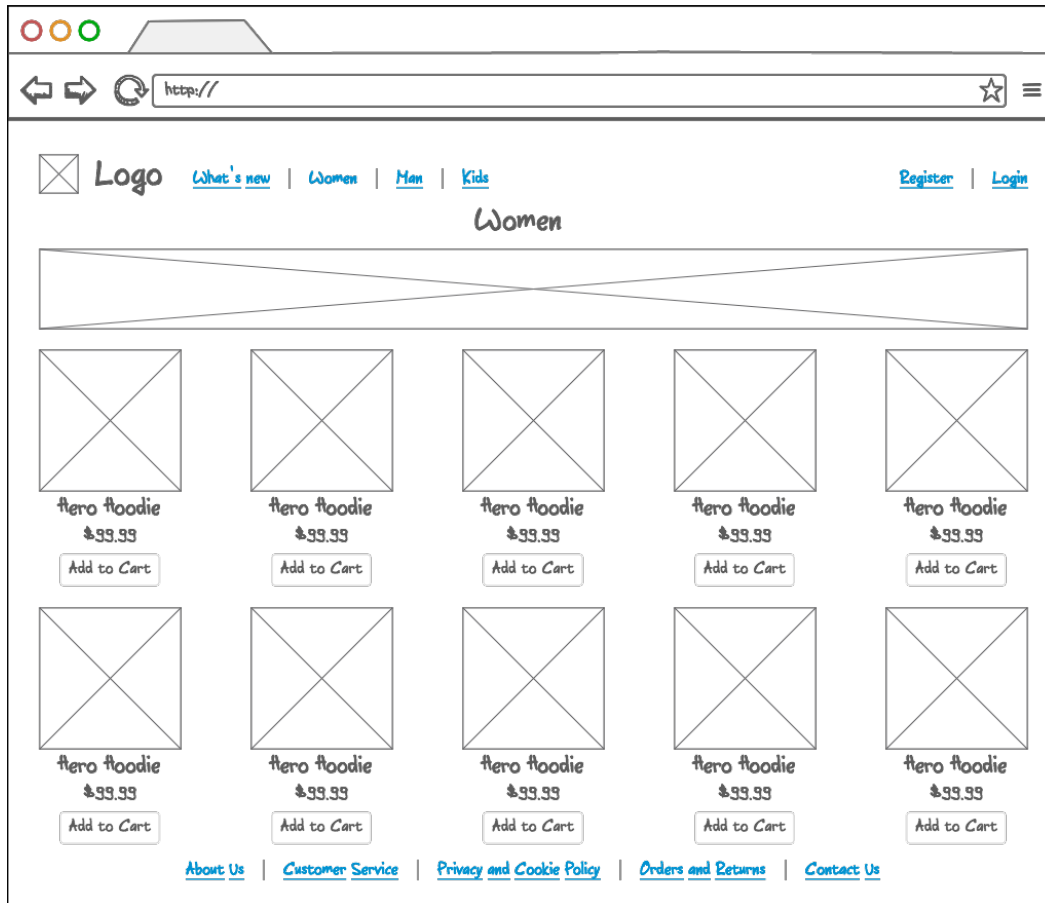 http://
Logo What's new | Women | Man | Kids Register | Login
Women
Hero Hoodie Hero Hoodie Hero Hoodie Hero Hoodie Hero Hoodie
$99.99 $99.99 $99.99 $99.99 $99.99
Add to Cart Add to Cart Add to Cart Add to Cart Add to Cart
Hero Hoodie Hero Hoodie Hero Hoodie Hero Hoodie Hero Hoodie
$99.99 $99.99 $99.99 $99.99 $99.99
Add to Cart Add to Cart Add to Cart Add to Cart Add to Cart
About Us | Customer Service | Privacy and Cookie Policy | Orders and Returns | Contact Us